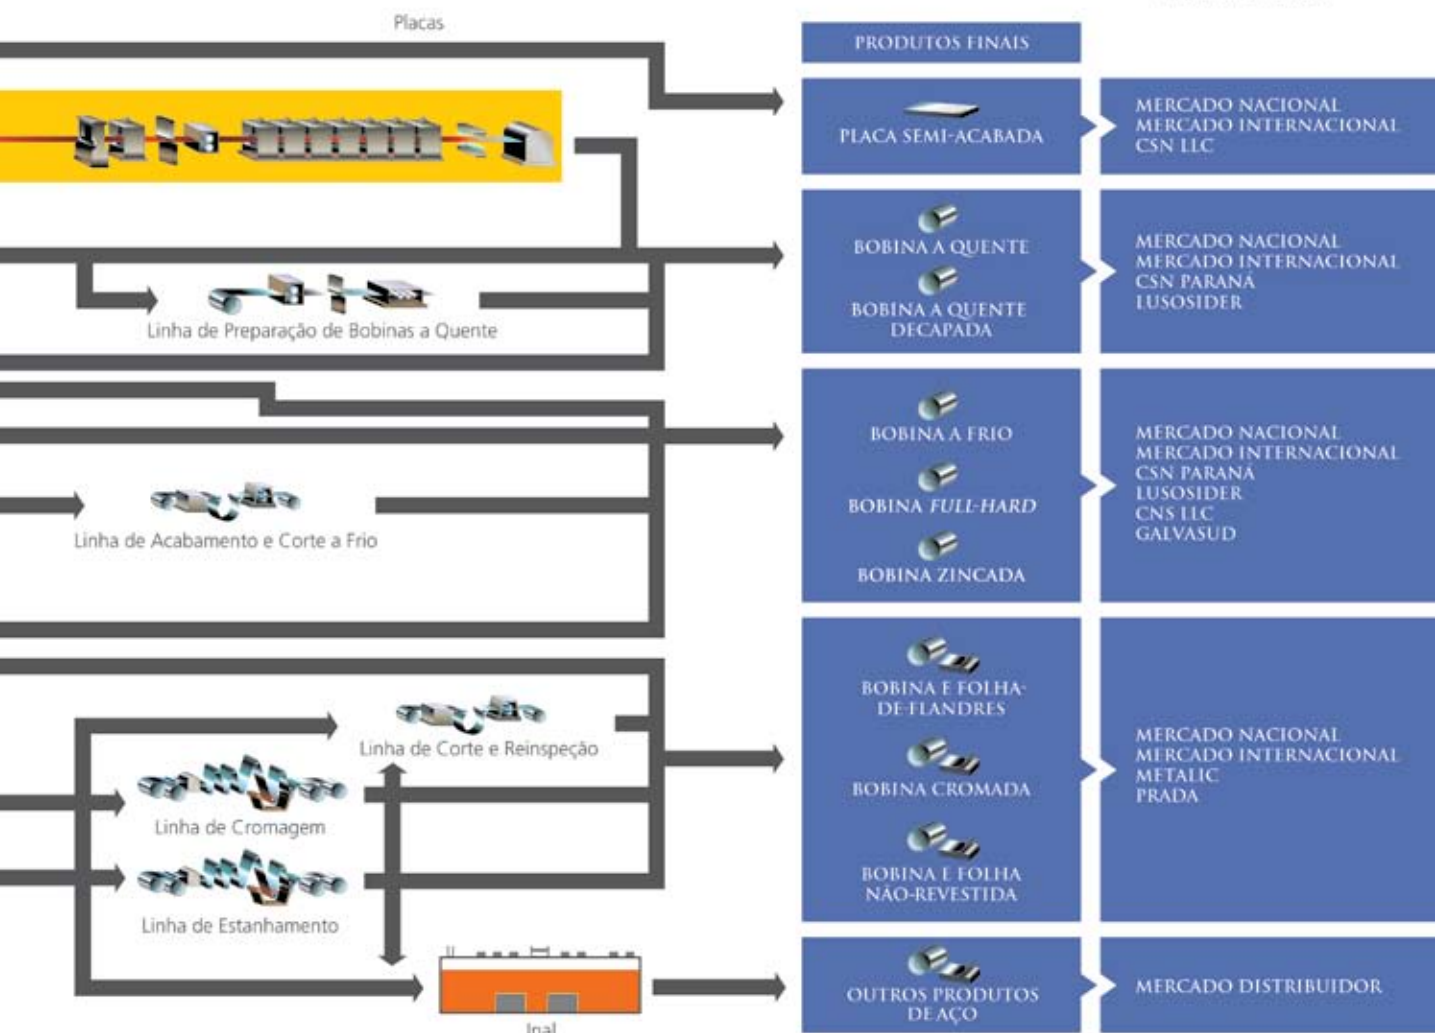 Placas
PRODUTOS FINAIS
PLACA SEMI-ACABADA
MERCADO NACIONAL
MERCADO INTERNACIONAL
CSN LLC
BOBINA A QUENTE
BOBINA A QUENTE
DECAPADA
MERCADO NACIONAL
MERCADO INTERNACIONAL
CSN PARANÁ
LUSOSIDER
Linha de Preparação de Bobinas a Quente
BOBINA A FRIO
BOBINA FULL-HARD
BOBINA ZINCADA
MERCADO NACIONAL
MERCADO INTERNACIONAL
CSN PARANÁ
LUSOSIDER
CNS LLC
GALVASUD
Linha de Acabamento e Corte a Frio
BOBINA E FOLHA-
DE-FLANDRES
BOBINA CROMADA
BOBINA E FOLHA
NÃO-REVESTIDA
MERCADO NACIONAL
MERCADO INTERNACIONAL
METALIC
PRADA
Linha de Corte e Reinspeção
Linha de Cromagem
Linha de Estanhamento
Inal
OUTROS PRODUTOS
DE AÇO
MERCADO DISTRIBUIDOR